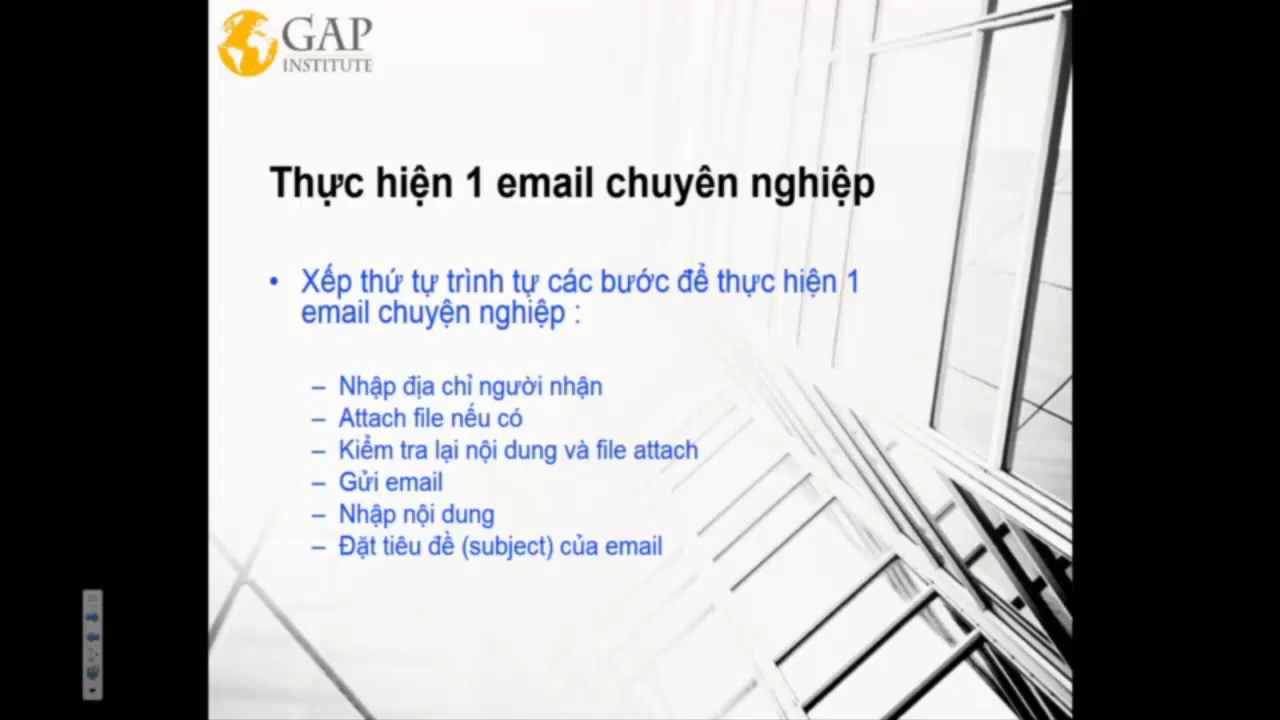 GAP
INSTITUTE
Thực hiện 1 email chuyên nghiệp
• Xếp thứ tự trình tự các bước để thực hiện 1
email chuyện nghiệp :
– Nhập địa chỉ người nhận
– Attach file nếu có
– Kiểm tra lại nội dung và file attach
– Gửi email
– Nhập nội dung
– Đặt tiêu đề (subject) của email